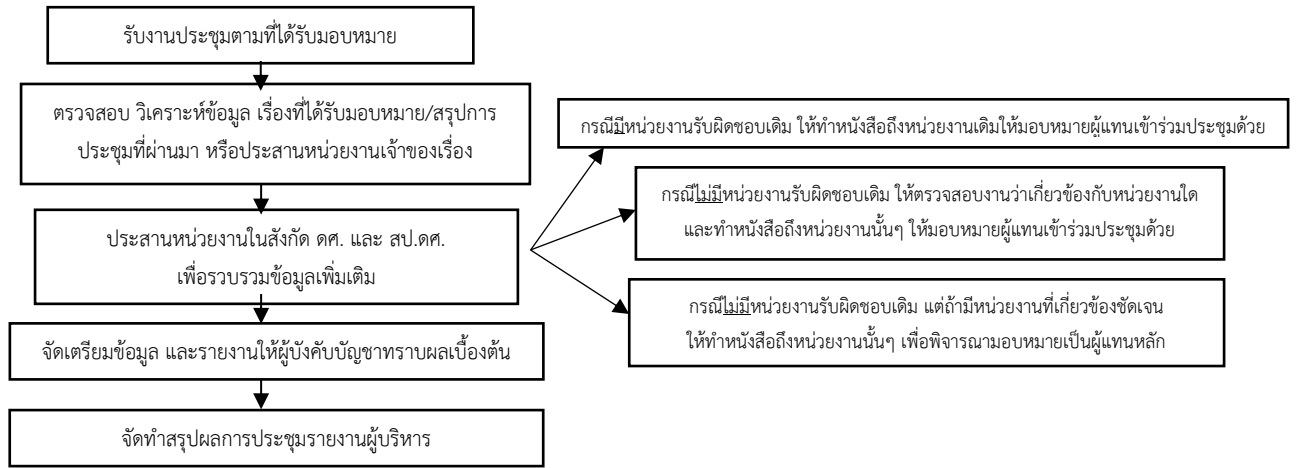 รับงานประชุมตามที่ได้รับมอบหมาย
ตรวจสอบ วิเคราะห์ข้อมูล เรื่องที่ได้รับมอบหมาย/สรุปการ
ประชุมที่ผ่านมา หรือประสานหน่วยงานเจ้าของเรื่อง
ประสานหน่วยงานในสังกัด ดศ. และ สป.ดศ.
เพื่อรวบรวมข้อมูลเพิ่มเติม
จัดเตรียมข้อมูล และรายงานให้ผู้บังคับบัญชาทราบผลเบื้องต้น
จัดทำสรุปผลการประชุมรายงานผู้บริหาร
กรณีมีหน่วยงานรับผิดชอบเดิม ให้ทำหนังสือถึงหน่วยงานเดิมให้มอบหมายผู้แทนเข้าร่วมประชุมด้วย
กรณีไม่มีหน่วยงานรับผิดชอบเดิม ให้ตรวจสอบงานว่าเกี่ยวข้องกับหน่วยงานใด
และทำหนังสือถึงหน่วยงานนั้นๆ ให้มอบหมายผู้แทนเข้าร่วมประชุมด้วย
กรณีไม่มีหน่วยงานรับผิดชอบเดิม แต่ถ้ามีหน่วยงานที่เกี่ยวข้องชัดเจน
ให้ทำหนังสือถึงหน่วยงานนั้นๆ เพื่อพิจารณามอบหมายเป็นผู้แทนหลัก